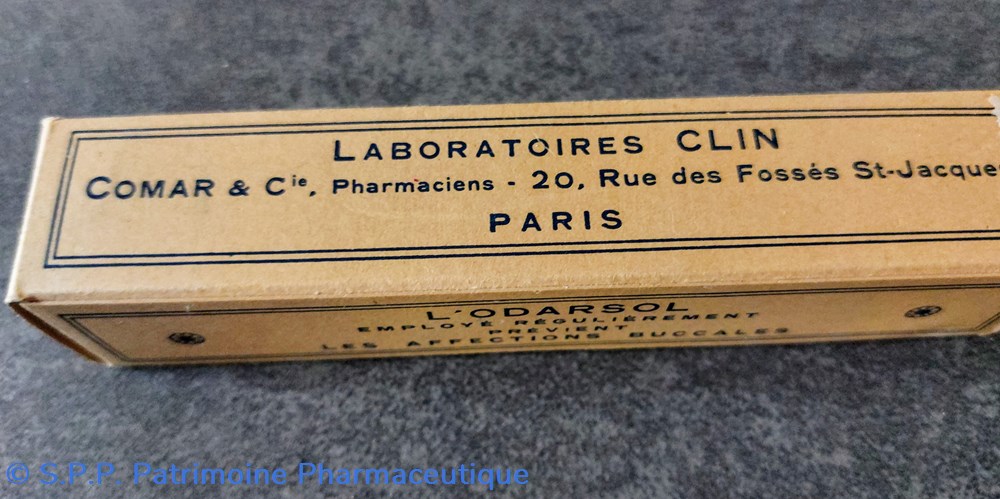 LABORATOIRES CLIN
COMAR & Cie, Pharmaciens - 20, Rue des Fossés St-Jacques
PARIS
L'ODARSOL
EMPLOYÉ RÉGULIÈREMENT
PRÉVIENT
LES AFFECTIONS BUCCALES
© S.P.P. Patrimoine Pharmaceutique